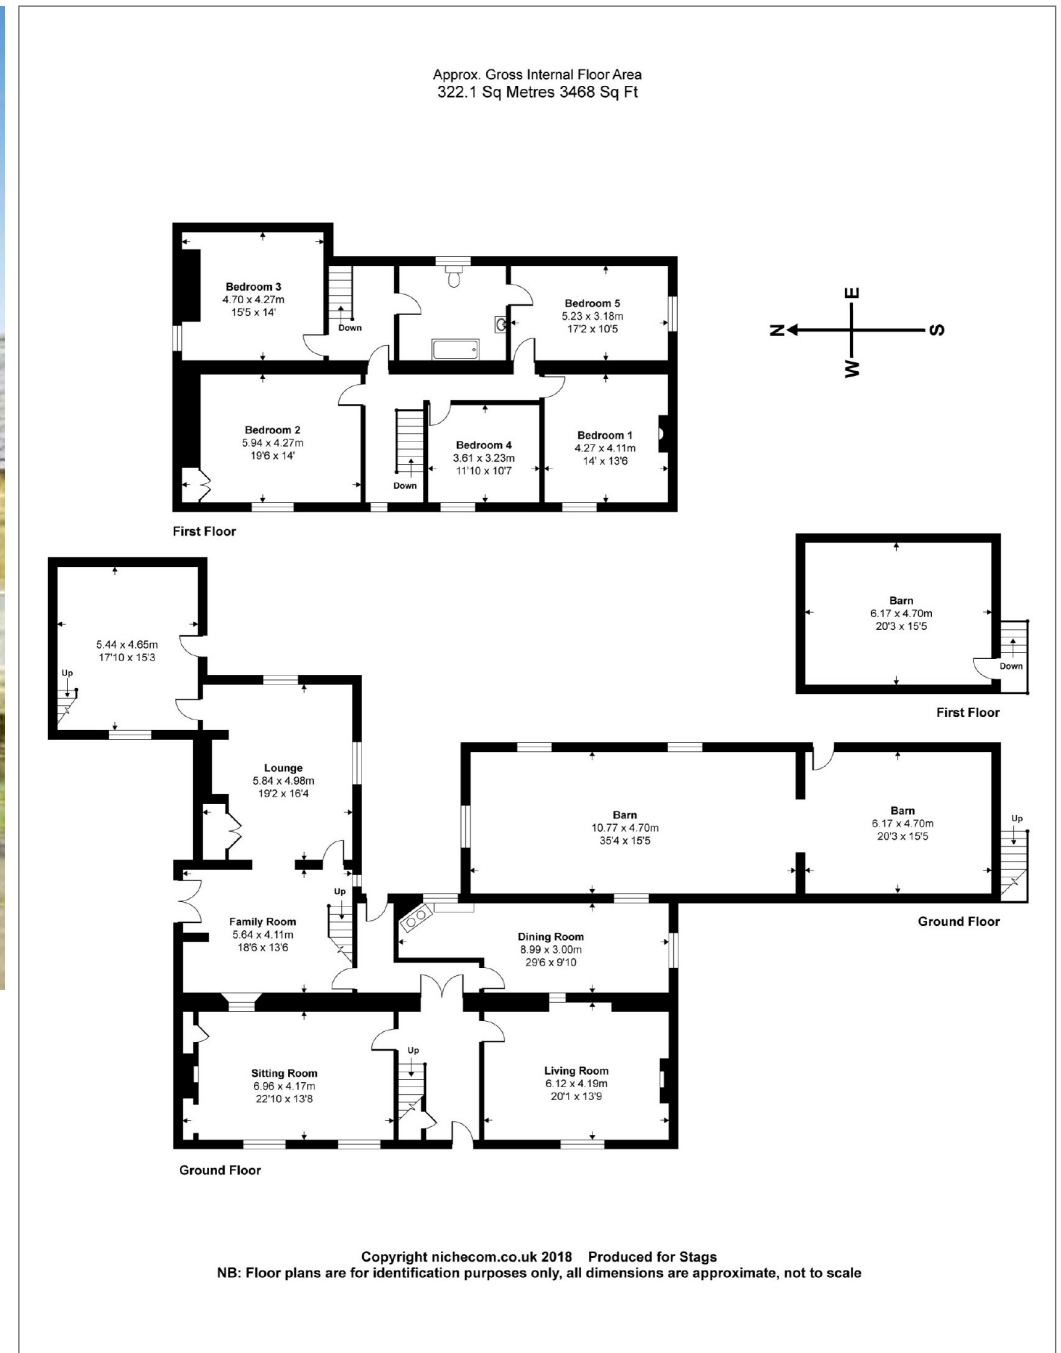 Approx. Gross Internal Floor Area
322.1 Sq Metres 3468 Sq Ft
Bedroom 3
4.70 x 4.27m
15'5 x 14'
Down
Bedroom 5
5.23 x 3.18m
17'2 x 10'5
Bedroom 2
5.94 x 4.27m
19'6 x 14'
Down
Bedroom 4
3.61 x 3.23m
11'10 x 10'7
Bedroom 1
4.27 x 4.11m
14' x 13'6
First Floor
N
E
S
W
5.44 x 4.65m
17'10 x 15'3
Up
Barn
6.17 x 4.70m
20'3 x 15'5
Down
First Floor
Lounge
5.84 x 4.98m
19'2 x 16'4
Barn
10.77 x 4.70m
35'4 x 15'5
Barn
6.17 x 4.70m
20'3 x 15'5
Up
Ground Floor
Family Room
5.64 x 4.11m
18'6 x 13'6
Up
Dining Room
8.99 x 3.00m
29'6 x 9'10
Sitting Room
6.96 x 4.17m
22'10 x 13'8
Up
Living Room
6.12 x 4.19m
20'1 x 13'9
Ground Floor
Copyright nichecom.co.uk 2018 Produced for Stags
NB: Floor plans are for identification purposes only, all dimensions are approximate, not to scale